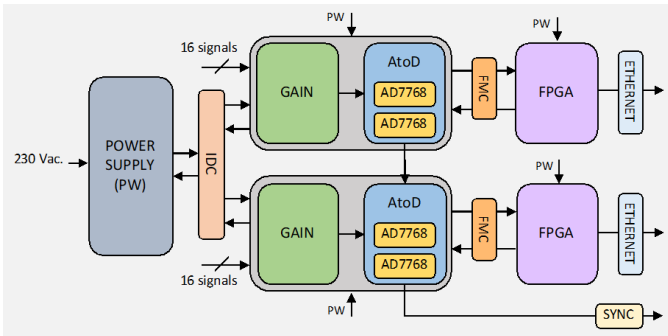 PW
PW
16 signals
GAIN
AtoD
AD7768
AD7768
FMC
FPGA
ETHERNET
230 Vac.
POWER
SUPPLY
(PW)
IDC
PW
GAIN
AtoD
AD7768
AD7768
FMC
FPGA
ETHERNET
16 signals
PW
SYNC